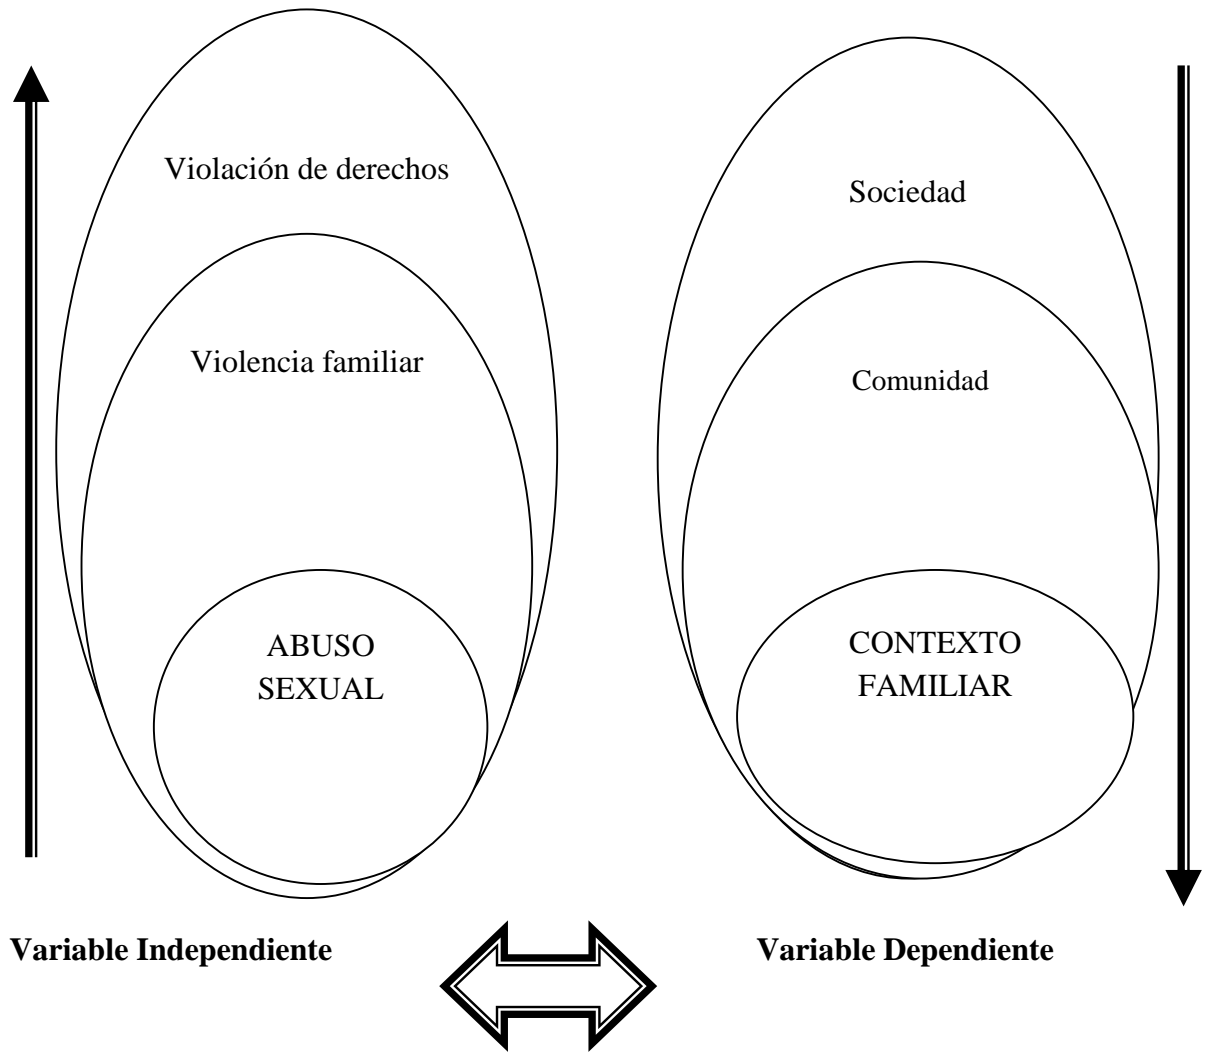 Violación de derechos
Violencia familiar
ABUSO
SEXUAL
Sociedad
Comunidad
CONTEXTO
FAMILIAR
Variable Independiente
Variable Dependiente